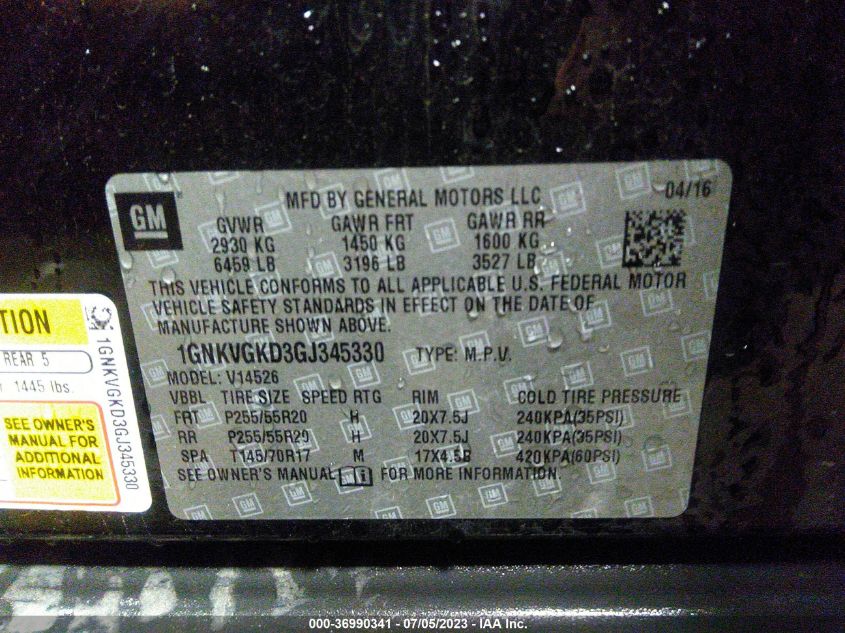 GM
MFD BY GENERAL MOTORS LLC
04/16
GVWR GAWR FRT GAWR RR
2930 KG 1450 KG 1600 KG
6459 LB 3196 LB 3527 LB
THIS VEHICLE CONFORMS TO ALL APPLICABLE U.S. FEDERAL MOTOR
VEHICLE SAFETY STANDARDS IN EFFECT ON THE DATE OF
MANUFACTURE SHOWN ABOVE.
1GNKVGKD3GJ345330 TYPE: M.P.V.
MODEL: V14526
VBBL TIRE SIZE SPEED RTG RIM COLD TIRE PRESSURE
FRT P255/55R20 H 20X7.5J 240KPA(35PSI)
RR P255/55R20 H 20X7.5J 240KPA(35PSI)
SPA T145/70R17 M 17X4.5B 420KPA(60PSI)
SEE OWNER'S MANUAL FOR MORE INFORMATION.
TION
REAR 5
r 1445 lbs.
SEE OWNER'S
MANUAL FOR
ADDITIONAL
INFORMATION
1GNKVGKD3GJ345330
000-36990341 - 07/05/2023 - IAA Inc.